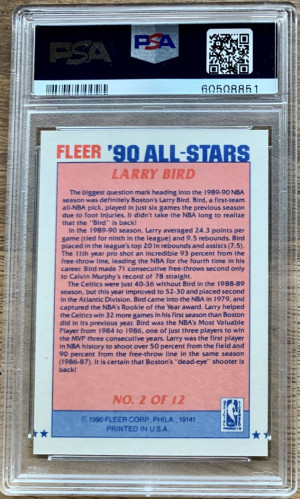 PSA
PSA
60508851
FLEER '90 ALL-STARS
LARRY BIRD
The biggest question mark heading into the 1989-90 NBA
season was definitely Boston's Larry Bird. Bird, a first-team
all-NBA pick, played in just six games the previous season
due to foot injuries. It didn't take the NBA long to realize
that the "Bird" is back!
In the 1989-90 season, Larry averaged 24.3 points per
game (tied for ninth in the league) and 9.5 rebounds. Bird
placed in the league's top 20 in rebounds and assists (7.5).
The 11th year pro shot an incredible 93 percent from the
free-throw line, leading the NBA for the fourth time in his
career. Bird made 71 consecutive free-throws second only
to Calvin Murphy's record of 78 straight.
The Celtics were just 40-36 without Bird in the 1988-89
season, but this year improved to 52-30 and placed second
in the Atlantic Division. Bird came into the NBA in 1979, and
captured the NBA's Rookie of the Year award. Larry helped
the Celtics win 32 more games in his first season than Boston
did in its previous year. Bird was the NBA's Most Valuable
Player from 1984 to 1986, one of just three players to win
the MVP three consecutive years. Larry was the first player
in NBA history to shoot over 50 percent from the field and
90 percent from the free-throw line in the same season
(1986-87). It is certain that Boston's "dead-eye" shooter is
back!
NO. 2 OF 12
© 1990 FLEER CORP., PHILA., 19141
PRINTED IN U.S.A.
NBA